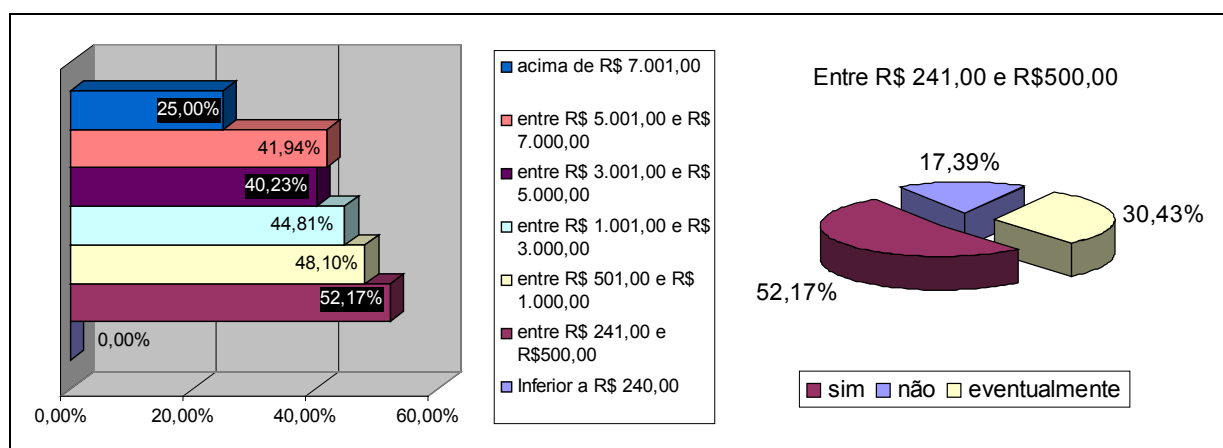 25,00%
41,94%
40,23%
44,81%
48,10%
52,17%
0,00%
0,00%
20,00%
40,00%
60,00%
acima de R$ 7.001,00
entre R$ 5.001,00 e R$
7.000,00
entre R$ 3.001,00 e R$
5.000,00
entre R$ 1.001,00 e R$
3.000,00
entre R$ 501,00 e R$
1.000,00
entre R$ 241,00 e
R$500,00
Inferior a R$ 240,00
Entre R$ 241,00 e R$500,00
17,39%
30,43%
52,17%
sim não eventualmente